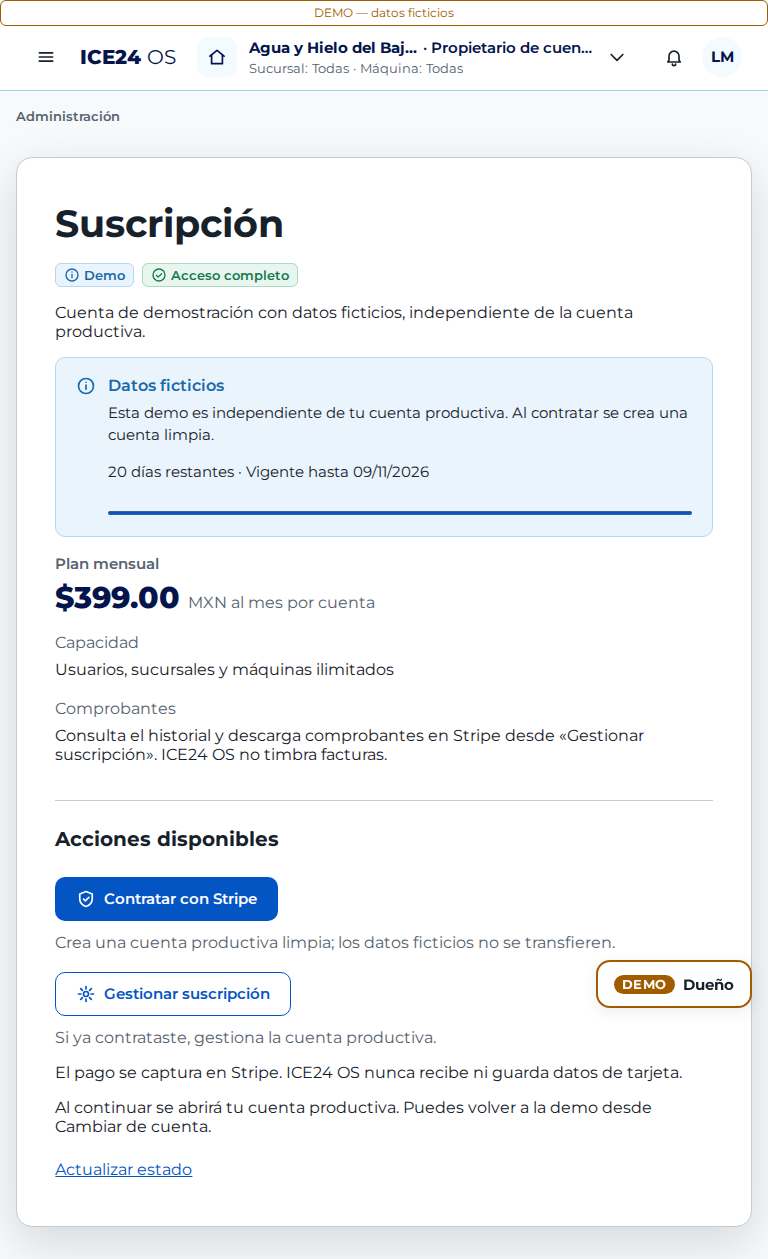 DEMO — datos ficticios
ICE24 OS
Agua y Hielo del Baj... · Propietario de cuen...
Sucursal: Todas · Máquina: Todas
LM
Administración
Suscripción
Demo
Acceso completo
Cuenta de demostración con datos ficticios, independiente de la cuenta
productiva.
Datos ficticios
Esta demo es independiente de tu cuenta productiva. Al contratar se crea una
cuenta limpia.
20 días restantes · Vigente hasta 09/11/2026
Plan mensual
$399.00 MXN al mes por cuenta
Capacidad
Usuarios, sucursales y máquinas ilimitados
Comprobantes
Consulta el historial y descarga comprobantes en Stripe desde «Gestionar
suscripción». ICE24 OS no timbra facturas.
Acciones disponibles
Contratar con Stripe
Crea una cuenta productiva limpia; los datos ficticios no se transfieren.
DEMO Dueño
Gestionar suscripción
Si ya contrataste, gestiona la cuenta productiva.
El pago se captura en Stripe. ICE24 OS nunca recibe ni guarda datos de tarjeta.
Al continuar se abrirá tu cuenta productiva. Puedes volver a la demo desde
Cambiar de cuenta.
Actualizar estado